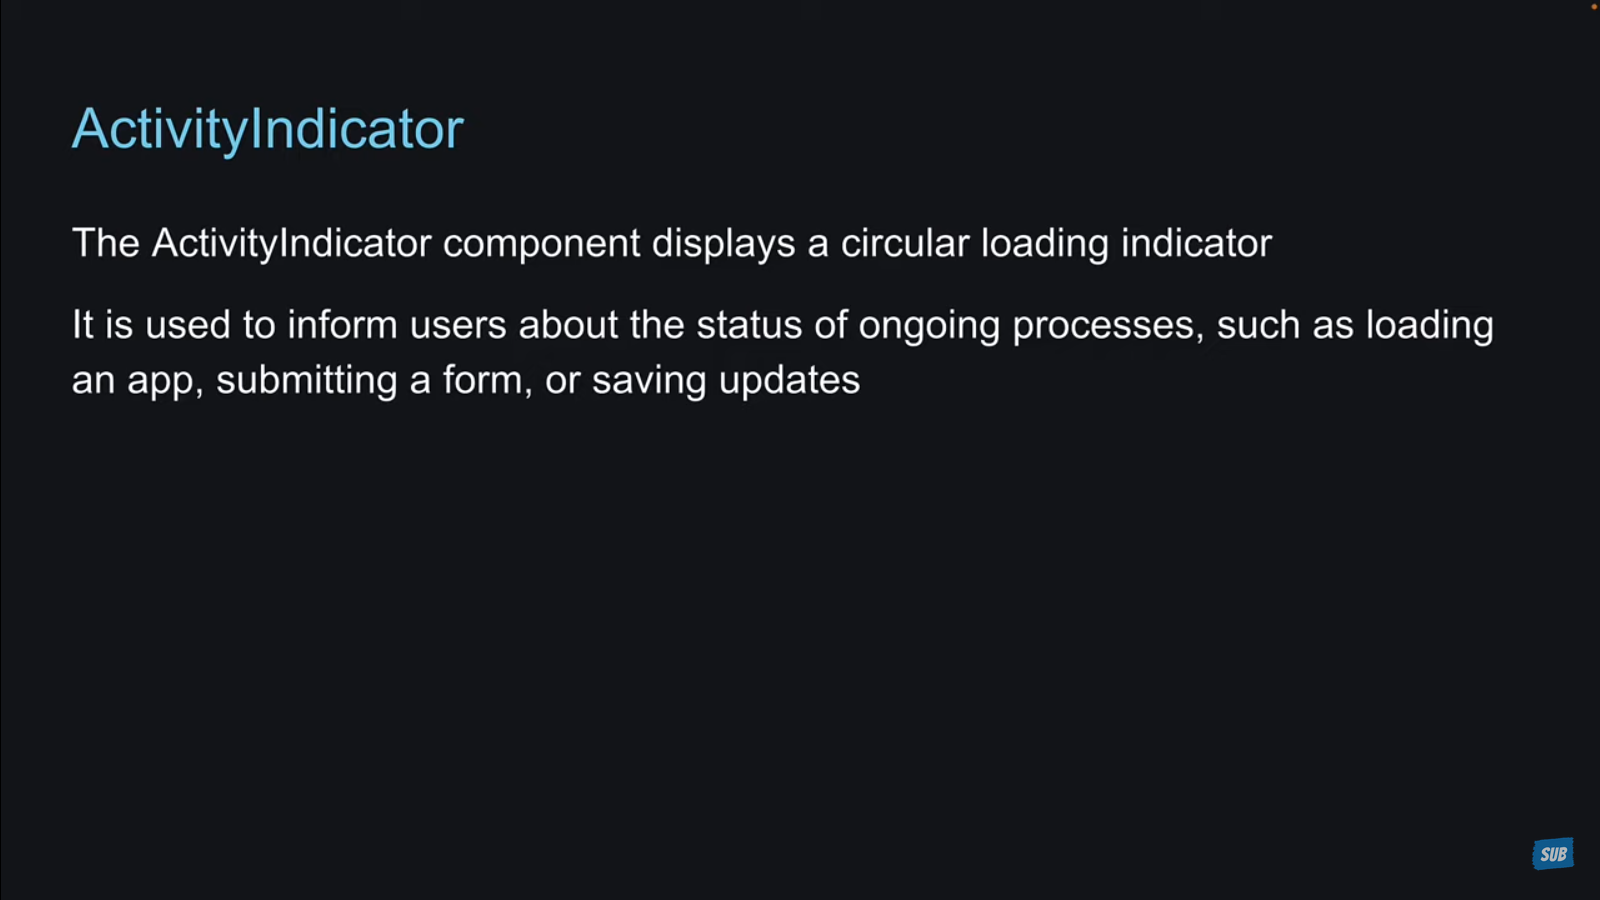 ActivityIndicator
The ActivityIndicator component displays a circular loading indicator
It is used to inform users about the status of ongoing processes, such as loading
an app, submitting a form, or saving updates
SUB